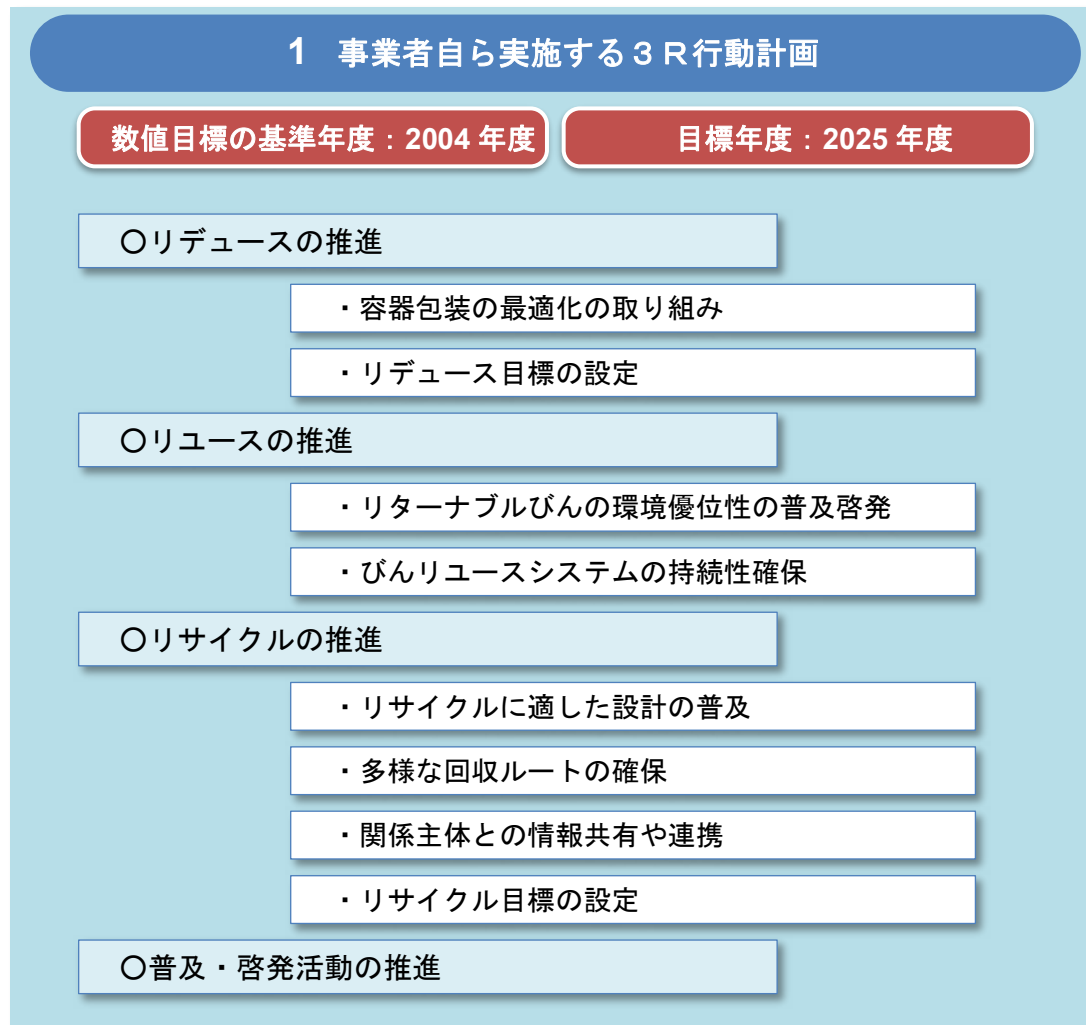 1 事業者自ら実施する３Ｒ行動計画
数値目標の基準年度：2004 年度
目標年度：2025 年度
〇リデュースの推進
・容器包装の最適化の取り組み
・リデュース目標の設定
〇リユースの推進
・リターナブルびんの環境優位性の普及啓発
・びんリユースシステムの持続性確保
〇リサイクルの推進
・リサイクルに適した設計の普及
・多様な回収ルートの確保
・関係主体との情報共有や連携
・リサイクル目標の設定
〇普及・啓発活動の推進